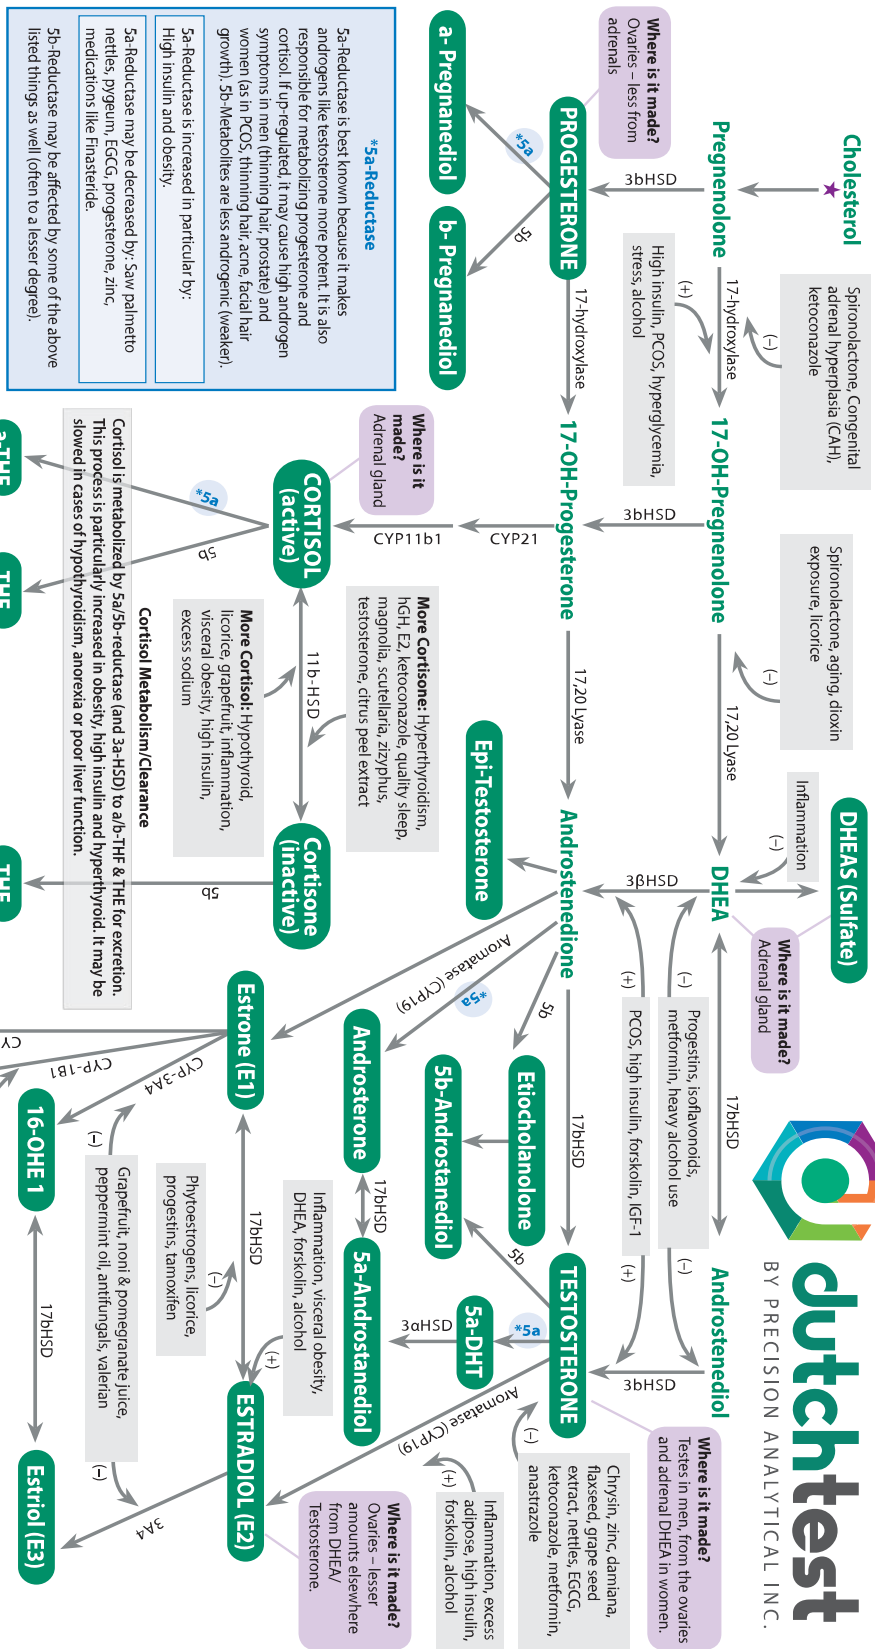 Cholesterol
Pregnenolone
3bHSD
Where is it made?
Ovaries – less from
adrenals
PROGESTERONE
*5a
5b
a- Pregnanediol
b- Pregnanediol
*5a-Reductase
5a-Reductase is best known because it makes
androgens like testosterone more potent. It is also
responsible for metabolizing progesterone and
cortisol. If up-regulated, it may cause high androgen
symptoms in men (thinning hair, prostate) and
women (as in PCOS, thinning hair, acne, facial hair
growth). 5b-Metabolites are less androgenic (weaker).
5a-Reductase is increased in particular by:
High insulin and obesity.
5a-Reductase may be decreased by: Saw palmetto
nettles, pygeum, EGCG, progesterone, zinc,
medications like Finasteride.
5b-Reductase may be affected by some of the above
listed things as well (often to a lesser degree).
Spironolactone, Congenital
adrenal hyperplasia (CAH),
ketoconazole
(–)
17-hydroxylase
(+)
High insulin, PCOS, hyperglycemia,
stress, alcohol
17-hydroxylase
17-OH-Pregnenolone
3bHSD
17-OH-Progesterone
CYP21
CYP11b1
Where is it
made?
Adrenal gland
CORTISOL
(active)
*5a
5b
a-THF
THF
11b-HSD
More Cortisone: Hyperthyroidism,
hGH, E2, ketoconazole, quality sleep,
magnolia, scutellaria, zizyphus,
testosterone, citrus peel extract
More Cortisol: Hypothyroid,
licorice, grapefruit, inflammation,
visceral obesity, high insulin,
excess sodium
Cortisone
(inactive)
5b
THE
Cortisol Metabolism/Clearance
Cortisol is metabolized by 5a/5b-reductase (and 3a-HSD) to a/b-THF & THE for excretion.
This process is particularly increased in obesity, high insulin and hyperthyroid. It may be
slowed in cases of hypothyroidism, anorexia or poor liver function.
Spironolactone, aging, dioxin
exposure, licorice
(–)
17,20 Lyase
17,20 Lyase
DHEAS (Sulfate)
Inflammation
(–)
DHEA
Where is it made?
Adrenal gland
3βHSD
Androstenedione
Epi-Testosterone
Aromatase (CYP19)
*5a
5b
Androsterone
Etiocholanolone
5b-Androstanediol
17bHSD
17bHSD
Androstenediol
(–)
Progestins, isoflavonoids,
metformin, heavy alcohol use
(–)
(+)
PCOS, high insulin, forskolin, IGF-1
(+)
3bHSD
TESTOSTERONE
Where is it made?
Testes in men, from the ovaries
and adrenal DHEA in women.
5b
*5a
5a-DHT
3αHSD
5a-Androstanediol
17bHSD
Aromatase (CYP19)
(–)
Chrysin, zinc, damiana,
flaxseed, grape seed
extract, nettles, EGCG,
ketoconazole, metformin,
anastrazole
(+)
Inflammation, excess
adipose, high insulin,
forskolin, alcohol
Estrone (E1)
17bHSD
ESTRADIOL (E2)
Where is it made?
Ovaries – lesser
amounts elsewhere
from DHEA/
Testosterone.
(+)
Inflammation, visceral obesity,
DHEA, forskolin, alcohol
(–)
Phytoestrogens, licorice,
progestins, tamoxifen
CYP-3A4
CYP-1B1
CY
(–)
Grapefruit, noni & pomegranate juice,
peppermint oil, antifungals, valerian
(–)
3A4
16-OHE 1
17bHSD
Estriol (E3)
dutchtest
BY PRECISION ANALYTICAL INC.